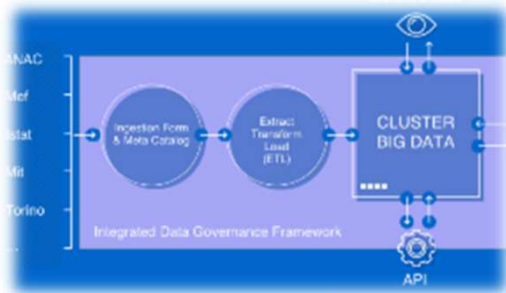 ANAC
Mef
Istat
Mit
Torino
...
Ingestion Form
& Meta Catalog
Extract
Transform
Load
(ETL)
CLUSTER
BIG DATA
Integrated Data Governance Framework
API